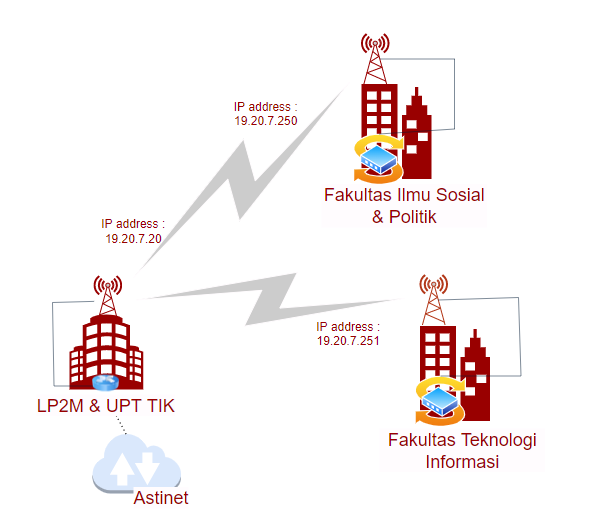 IP address :
19.20.7.250
Fakultas Ilmu Sosial
& Politik
IP address :
19.20.7.20
IP address :
19.20.7.251
LP2M & UPT TIK
Fakultas Teknologi
Informasi
Astinet